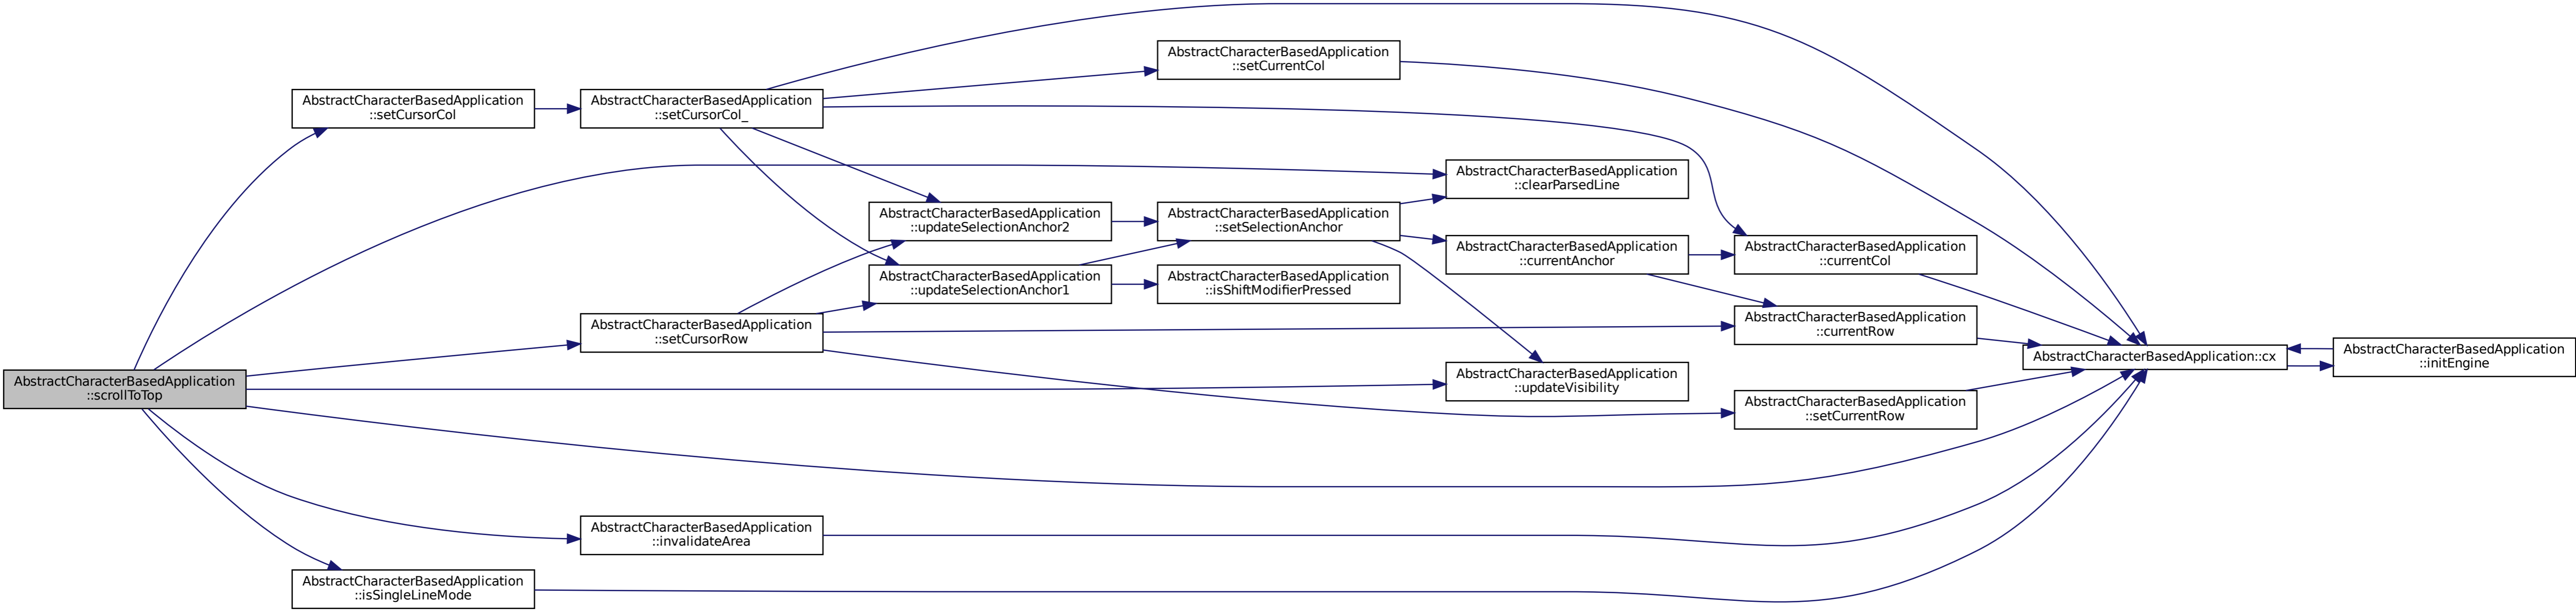 AbstractCharacterBasedApplication
::scrollToTop
AbstractCharacterBasedApplication
::setCursorCol
AbstractCharacterBasedApplication
::setCursorCol_
AbstractCharacterBasedApplication
::setCurrentCol
AbstractCharacterBasedApplication
::clearParsedLine
AbstractCharacterBasedApplication
::updateSelectionAnchor2
AbstractCharacterBasedApplication
::setSelectionAnchor
AbstractCharacterBasedApplication
::currentAnchor
AbstractCharacterBasedApplication
::currentCol
AbstractCharacterBasedApplication
::updateSelectionAnchor1
AbstractCharacterBasedApplication
::isShiftModifierPressed
AbstractCharacterBasedApplication
::setCursorRow
AbstractCharacterBasedApplication
::currentRow
AbstractCharacterBasedApplication::cx
AbstractCharacterBasedApplication
::initEngine
AbstractCharacterBasedApplication
::updateVisibility
AbstractCharacterBasedApplication
::setCurrentRow
AbstractCharacterBasedApplication
::invalidateArea
AbstractCharacterBasedApplication
::isSingleLineMode